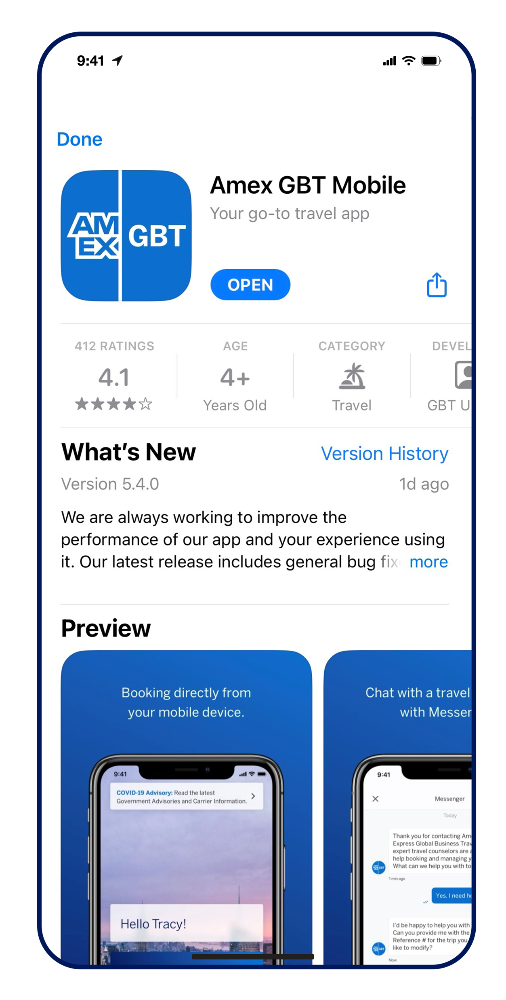 9:41
Done
AM
EX
GBT
Amex GBT Mobile
Your go-to travel app
OPEN
412 RATINGS
AGE
CATEGORY
DEVEL
4.1
4+
Years Old
Travel
GBT U
What's New
Version History
Version 5.4.0
1d ago
We are always working to improve the
performance of our app and your experience using
it. Our latest release includes general bug fix
more
Preview
Booking directly from
your mobile device.
9:41
COVID-19 Advisory: Read the latest
Government Advisories and Carrier Information.
Hello Tracy!
Chat with a travel
with Messen
9:41
Messenger
Today
Thank you for contacting Am
Express Global Business Trav
expert travel counselors are a
help booking and managing y
What can we help you with to
1 min ago
Yes, I need he
I'd be happy to help you with
Can you provide me with the
Reference # for the trip you
like to modify?
Now